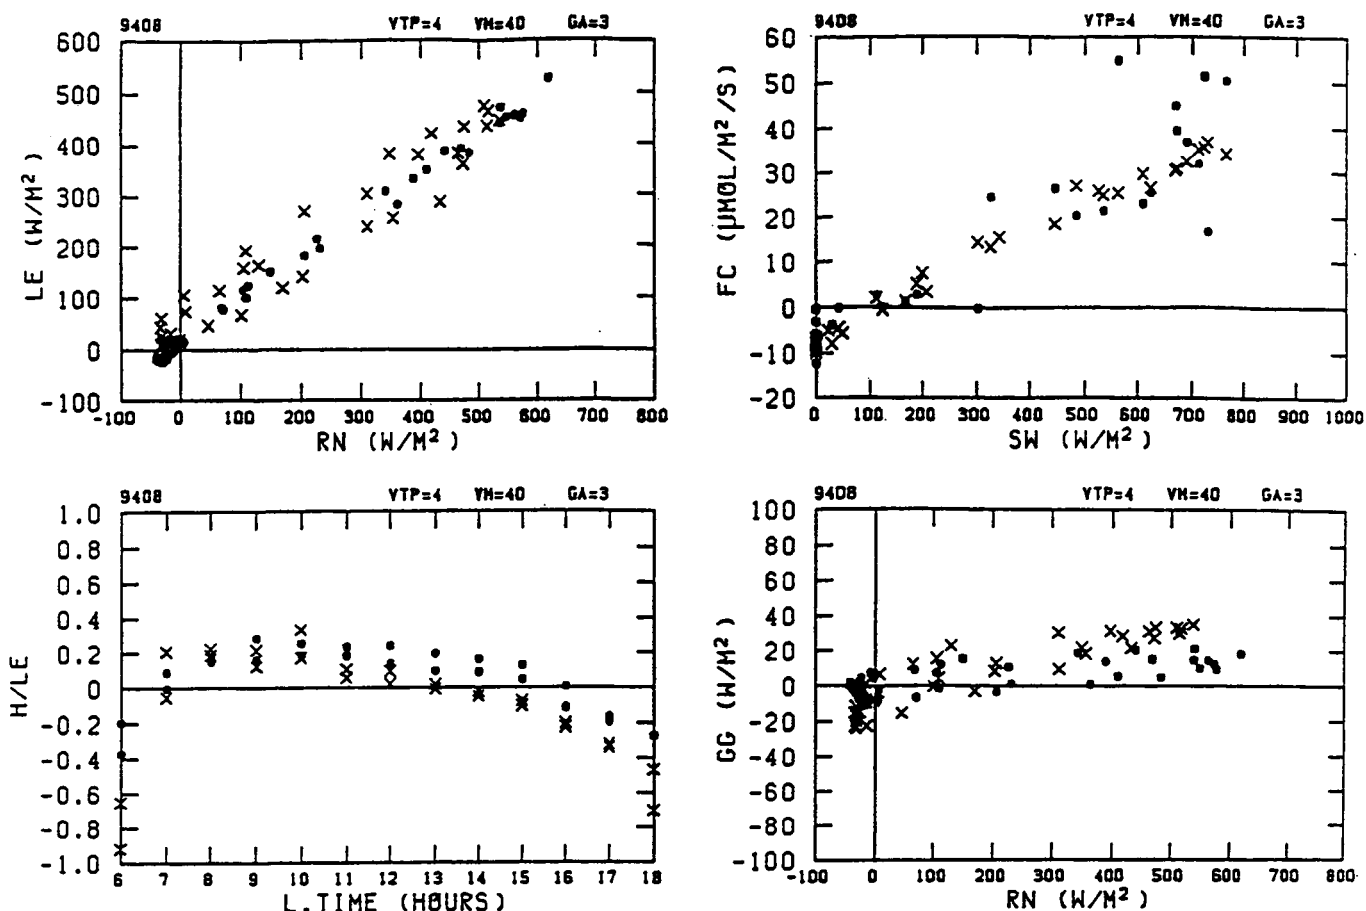 9408 VTP=4 VM=40 GA=3
600
500
400
300
200
100
0
-100
LE (W/M²)
-100 0 100 200 300 400 500 600 700 800
RN (W/M²)
9408 VTP=4 VM=40 GA=3
60
50
40
30
20
10
0
-10
-20
FC (µMOL/M²/S)
0 100 200 300 400 500 600 700 800 900 1000
SW (W/M²)
9408 VTP=4 VM=40 GA=3
1.0
0.8
0.6
0.4
0.2
0
-0.2
-0.4
-0.6
-0.8
-1.0
H/LE
6 7 8 9 10 11 12 13 14 15 16 17 18
L.TIME (HOURS)
9408 VTP=4 VM=40 GA=3
100
80
60
40
20
0
-20
-40
-60
-80
-100
GG (W/M²)
-100 0 100 200 300 400 500 600 700 800
RN (W/M²)